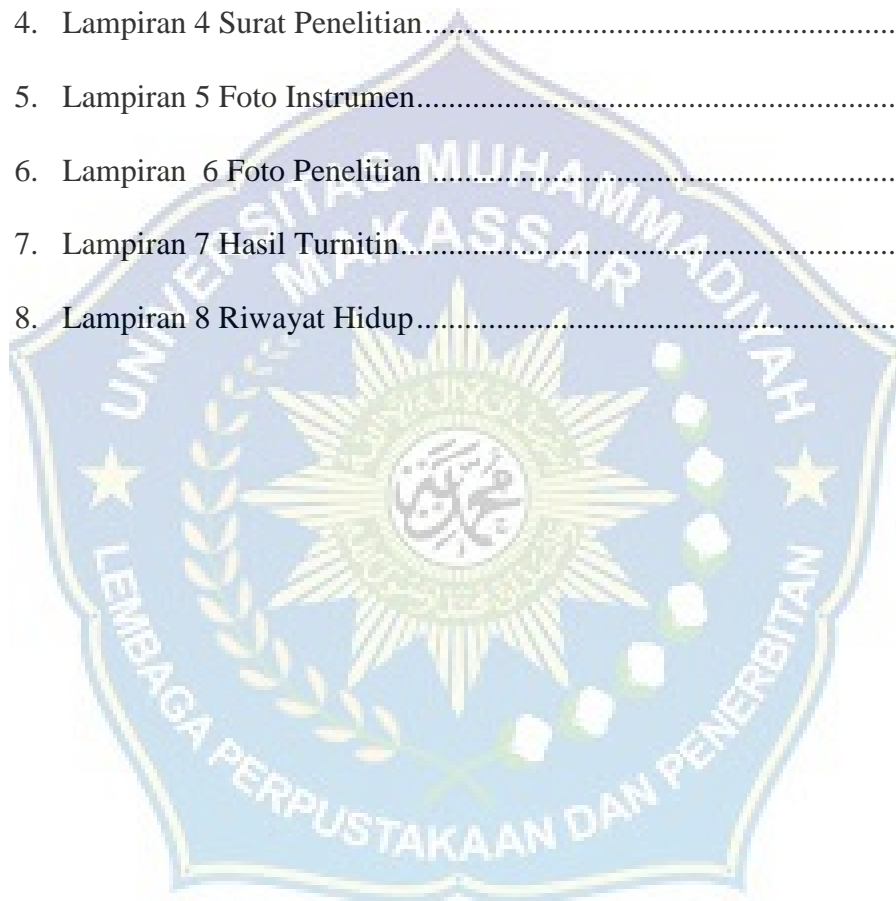 4. Lampiran 4 Surat Penelitian..........................................................
5. Lampiran 5 Foto Instrumen...........................................................
6. Lampiran  6 Foto Penelitian .........................................................
7. Lampiran 7 Hasil Turnitin.............................................................
8. Lampiran 8 Riwayat Hidup...........................................................
UNIVERSITAS MUHAMMADIYAH
MAKASSAR
محمدية
LEMBAGA PERPUSTAKAAN DAN PENERBITAN